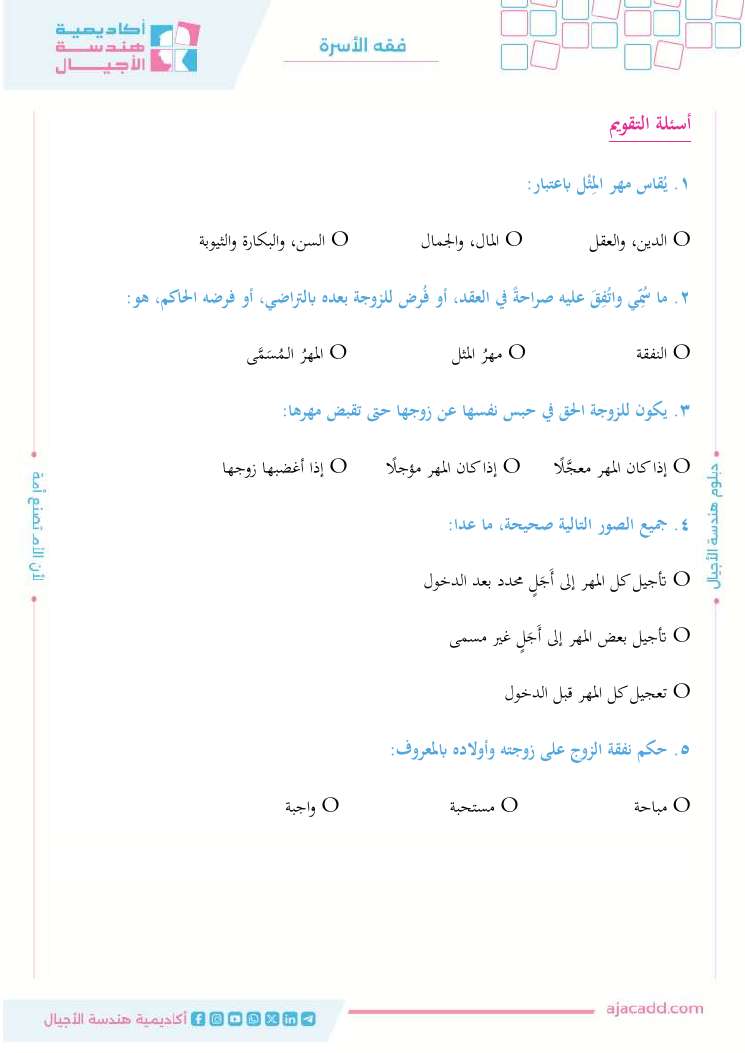 أكاديمية
هندسة
الأجيال
فقه الأسرة
أسئلة التقويم
١. يُقاس مهر المِثْل باعتبار:
الدين، والعقل المال، والجمال السن، والبكارة والثيوبة
٢. ما سُمِّي واتُفِقَ عليه صراحةً في العقد، أو فُرض للزوجة بعده بالتراضي، أو فرضه الحاكم، هو:
النفقة مهرُ المثل المهرُ المُسَمَّى
٣. يكون للزوجة الحق في حبس نفسها عن زوجها حتى تقبض مهرها:
إذا كان المهر معجَّلًا إذا كان المهر مؤجلًا إذا أغضبها زوجها
٤. جميع الصور التالية صحيحة، ما عدا:
تأجيل كل المهر إلى أَجَلٍ محدد بعد الدخول
تأجيل بعض المهر إلى أَجَلٍ غير مسمى
تعجيل كل المهر قبل الدخول
٥. حكم نفقة الزوج على زوجته وأولاده بالمعروف:
مباحة مستحبة واجبة
دبلوم هندسة الأجيال
لأن الأم تصنع أمة
ajacadd.com
أكاديمية هندسة الأجيال